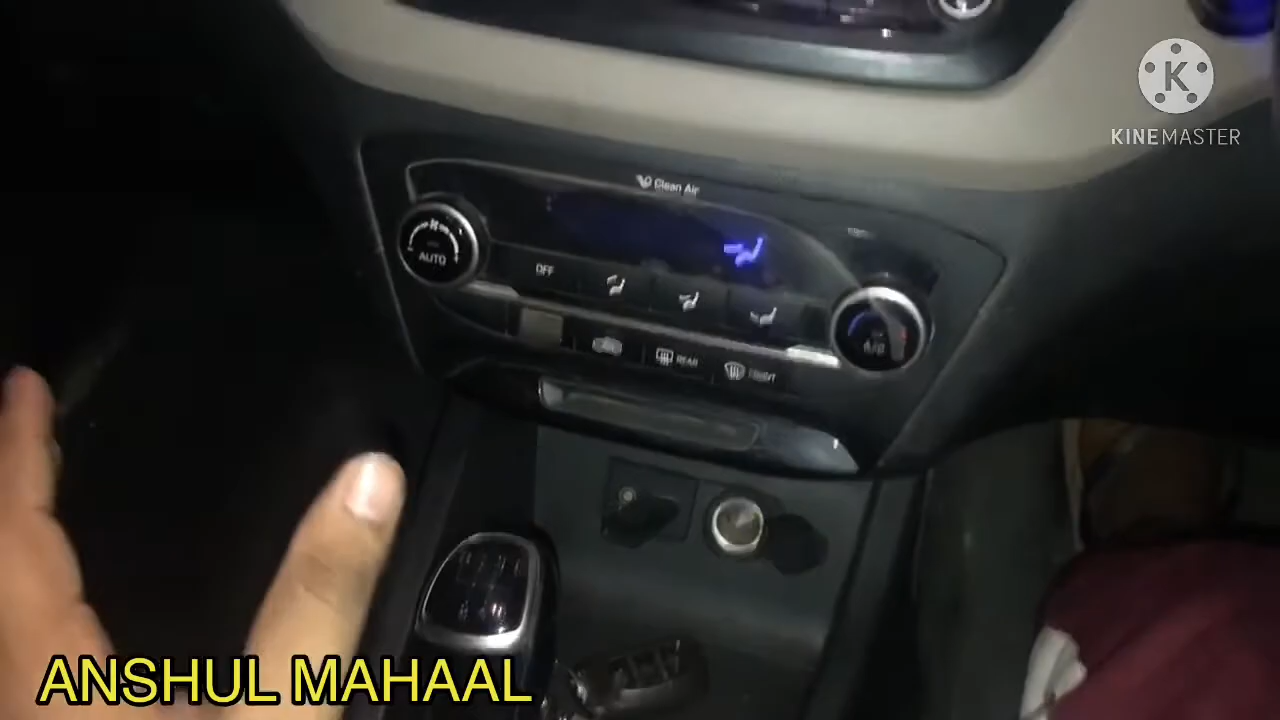 K
KINEMASTER
Clean Air
AUTO
OFF
A/C
REAR
FRONT
ANSHUL MAHAAL